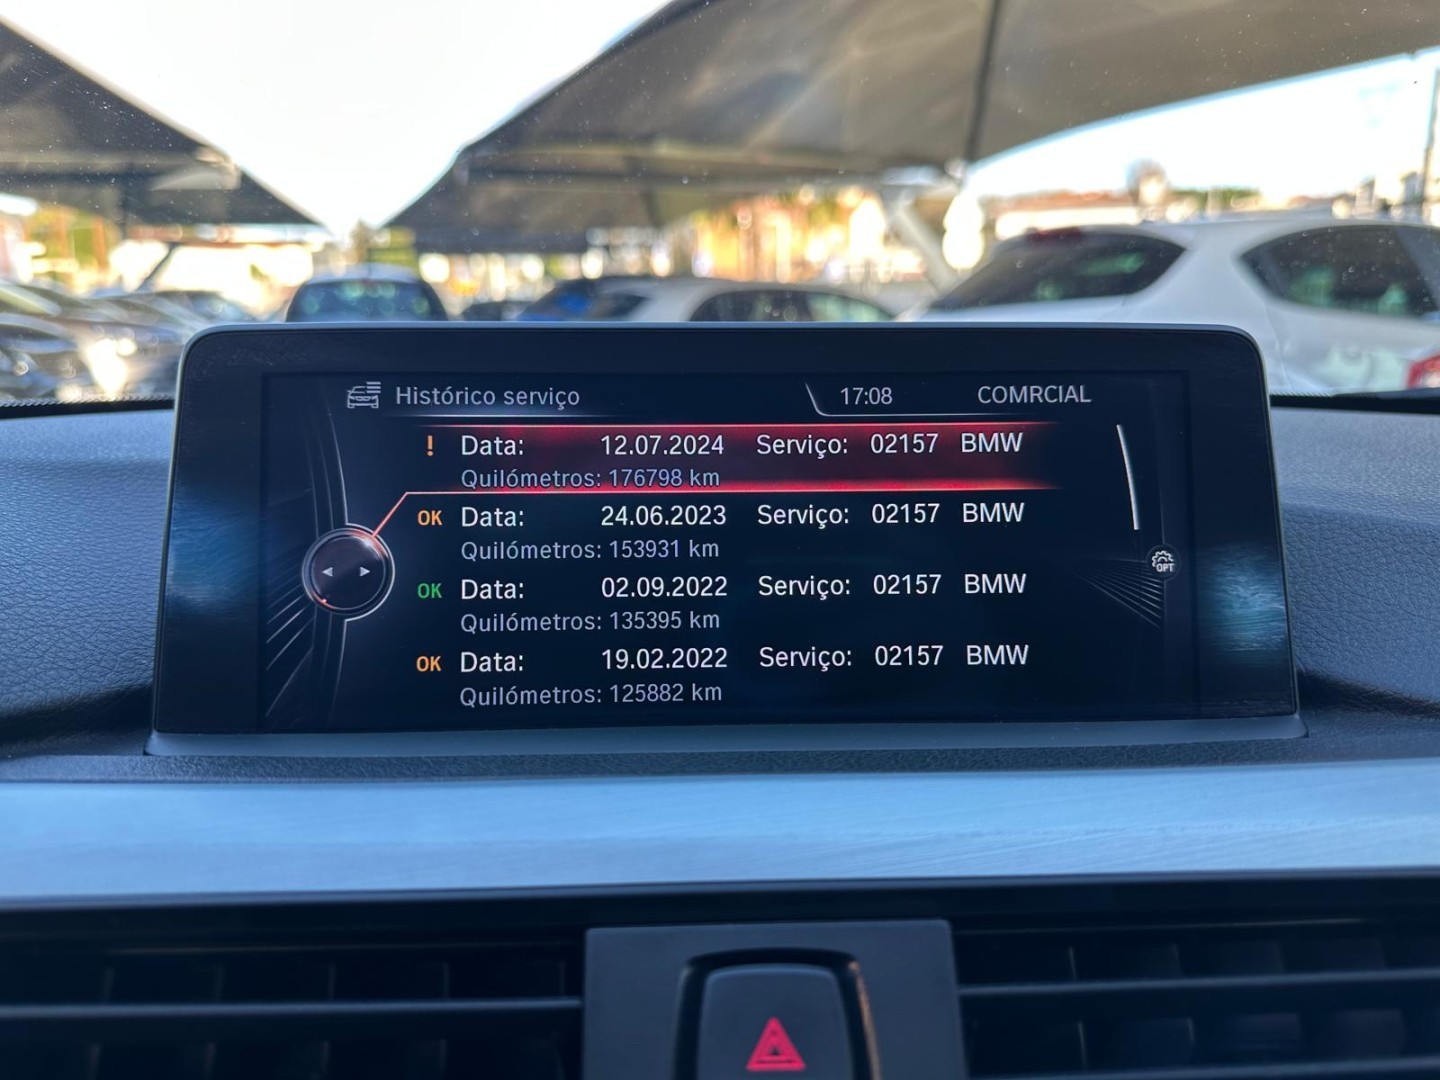 Histórico serviço 17:08 COMRCIAL
! Data: 12.07.2024 Serviço: 02157 BMW
Quilómetros: 176798 km
OK Data: 24.06.2023 Serviço: 02157 BMW
Quilómetros: 153931 km
OK Data: 02.09.2022 Serviço: 02157 BMW
Quilómetros: 135395 km
OK Data: 19.02.2022 Serviço: 02157 BMW
Quilómetros: 125882 km
OPT